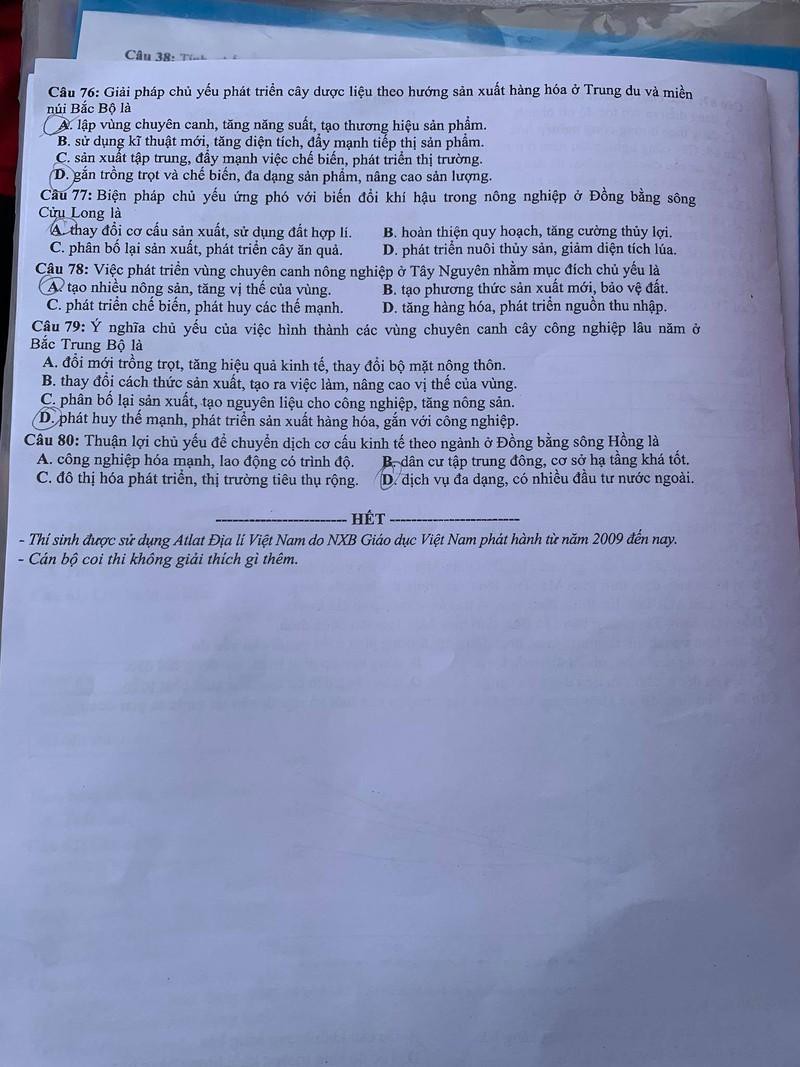 Câu 38:
Câu 76: Giải pháp chủ yếu phát triển cây dược liệu theo hướng sản xuất hàng hóa ở Trung du và miền
núi Bắc Bộ là
A. lập vùng chuyên canh, tăng năng suất, tạo thương hiệu sản phẩm.
B. sử dụng kĩ thuật mới, tăng diện tích, đẩy mạnh tiếp thị sản phẩm.
C. sản xuất tập trung, đẩy mạnh việc chế biến, phát triển thị trường.
D. gắn trồng trọt và chế biến, đa dạng sản phẩm, nâng cao sản lượng.
Câu 77: Biện pháp chủ yếu ứng phó với biến đổi khí hậu trong nông nghiệp ở Đồng bằng sông
Cửu Long là
A. thay đổi cơ cấu sản xuất, sử dụng đất hợp lí. B. hoàn thiện quy hoạch, tăng cường thủy lợi.
C. phân bố lại sản xuất, phát triển cây ăn quả. D. phát triển nuôi thủy sản, giảm diện tích lúa.
Câu 78: Việc phát triển vùng chuyên canh nông nghiệp ở Tây Nguyên nhằm mục đích chủ yếu là
A. tạo nhiều nông sản, tăng vị thế của vùng. B. tạo phương thức sản xuất mới, bảo vệ đất.
C. phát triển chế biến, phát huy các thế mạnh. D. tăng hàng hóa, phát triển nguồn thu nhập.
Câu 79: Ý nghĩa chủ yếu của việc hình thành các vùng chuyên canh cây công nghiệp lâu năm ở
Bắc Trung Bộ là
A. đổi mới trồng trọt, tăng hiệu quả kinh tế, thay đổi bộ mặt nông thôn.
B. thay đổi cách thức sản xuất, tạo ra việc làm, nâng cao vị thế của vùng.
C. phân bố lại sản xuất, tạo nguyên liệu cho công nghiệp, tăng nông sản.
D. phát huy thế mạnh, phát triển sản xuất hàng hóa, gắn với công nghiệp.
Câu 80: Thuận lợi chủ yếu để chuyển dịch cơ cấu kinh tế theo ngành ở Đồng bằng sông Hồng là
A. công nghiệp hóa mạnh, lao động có trình độ. B. dân cư tập trung đông, cơ sở hạ tầng khá tốt.
C. đô thị hóa phát triển, thị trường tiêu thụ rộng. D. dịch vụ đa dạng, có nhiều đầu tư nước ngoài.
------------------------- HẾT -------------------------
- Thí sinh được sử dụng Atlat Địa lí Việt Nam do NXB Giáo dục Việt Nam phát hành từ năm 2009 đến nay.
- Cán bộ coi thi không giải thích gì thêm.